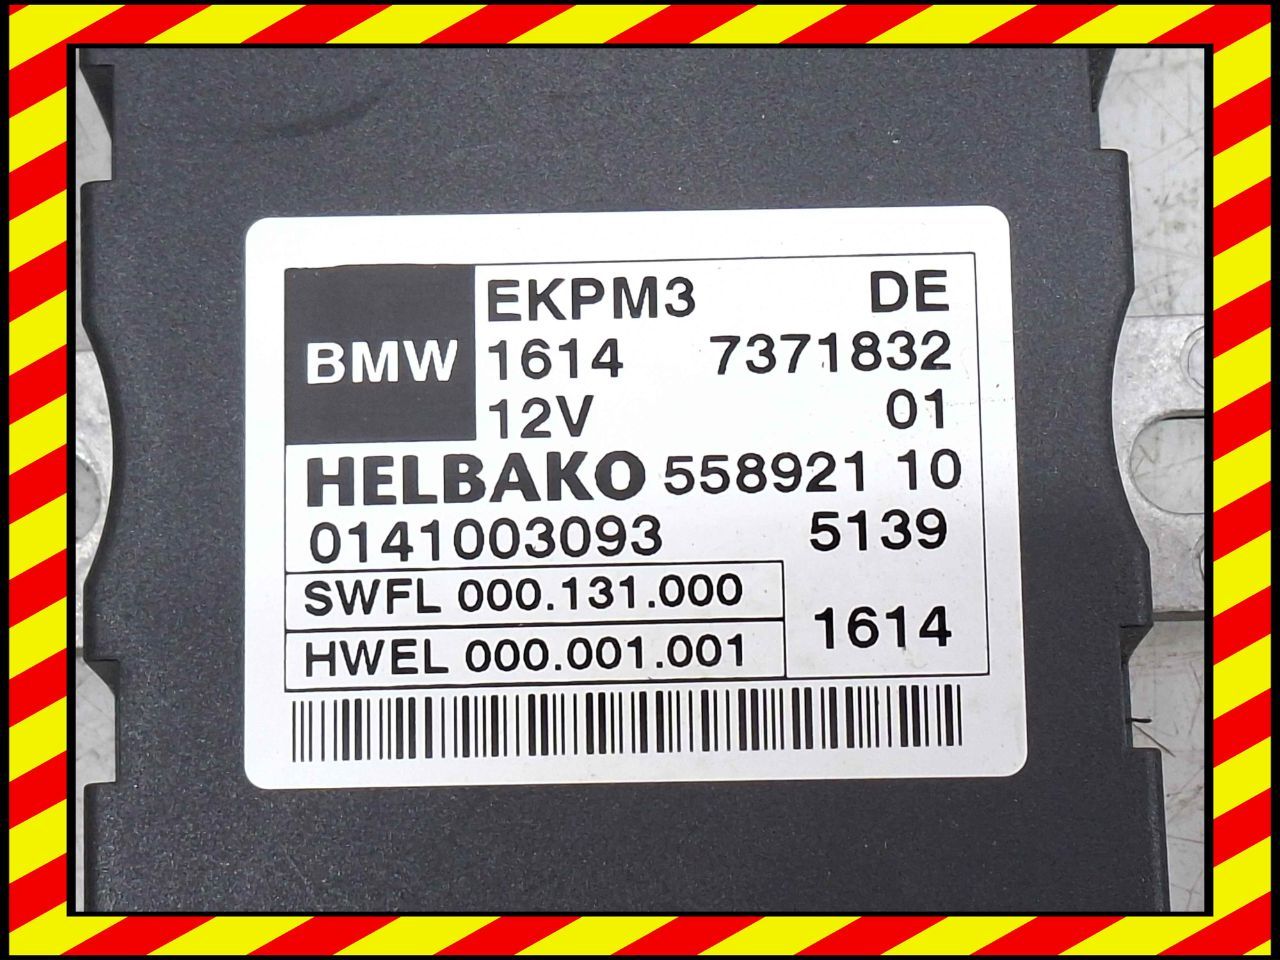 EKPM3 DE
BMW 1614 7371832
12V 01
HELBAKO 558921 10
0141003093 5139
SWFL 000.131.000
1614
HWEL 000.001.001